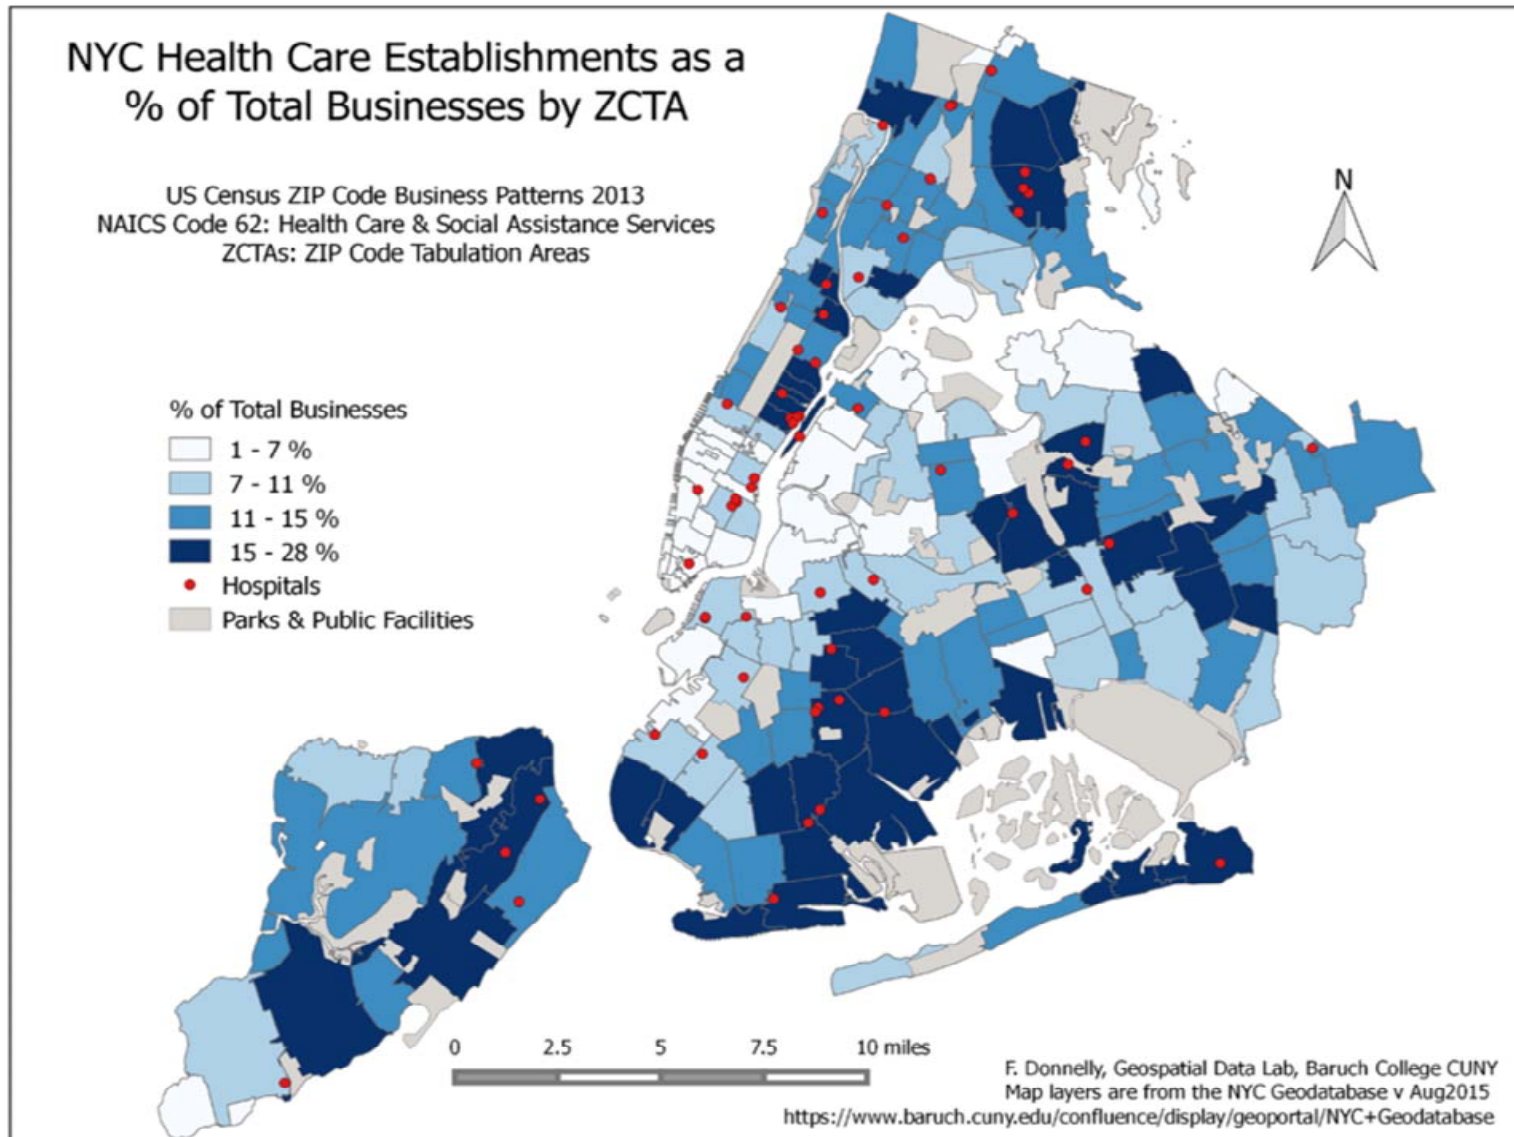 NYC Health Care Establishments as a
% of Total Businesses by ZCTA
US Census ZIP Code Business Patterns 2013
NAICS Code 62: Health Care & Social Assistance Services
ZCTAs: ZIP Code Tabulation Areas
N
% of Total Businesses
1 - 7 %
7 - 11 %
11 - 15 %
15 - 28 %
Hospitals
Parks & Public Facilities
0 2.5 5 7.5 10 miles
F. Donnelly, Geospatial Data Lab, Baruch College CUNY
Map layers are from the NYC Geodatabase v Aug2015
https://www.baruch.cuny.edu/confluence/display/geoportal/NYC+Geodatabase